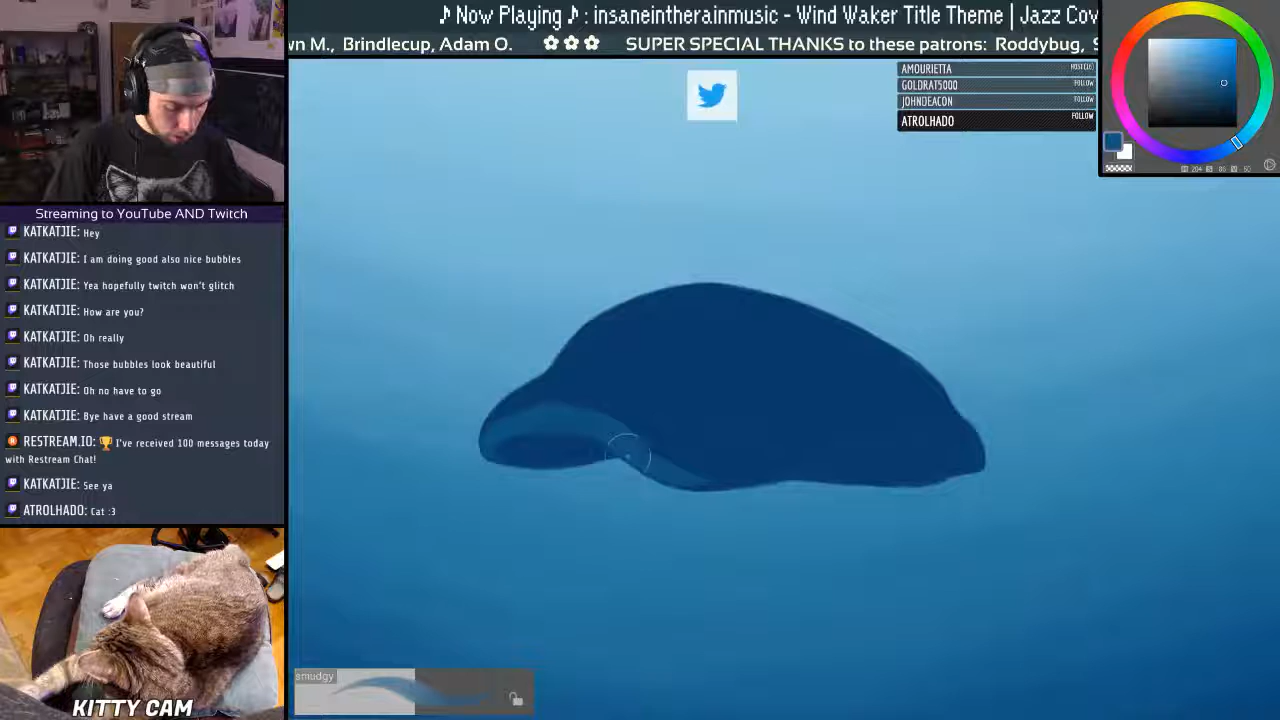 ♪ Now Playing ♪ : insaneintherainmusic - Wind Waker Title Theme | Jazz Cov
wn M., Brindlecup, Adam O. ✿ ✿ ✿ SUPER SPECIAL THANKS to these patrons: Roddybug, S
AMOURIETTA
GOLDRAT5000 FOLLOW
JOHNDEACON FOLLOW
ATROLHADO FOLLOW
Streaming to YouTube AND Twitch
KATKATJIE: Hey
KATKATJIE: I am doing good also nice bubbles
KATKATJIE: Yea hopefully twitch won't glitch
KATKATJIE: How are you?
KATKATJIE: Oh really
KATKATJIE: Those bubbles look beautiful
KATKATJIE: Oh no have to go
KATKATJIE: Bye have a good stream
RESTREAM.IO: 🏆 I've received 100 messages today
with Restream Chat!
KATKATJIE: See ya
ATROLHADO: Cat :3
KITTY CAM
smudgy